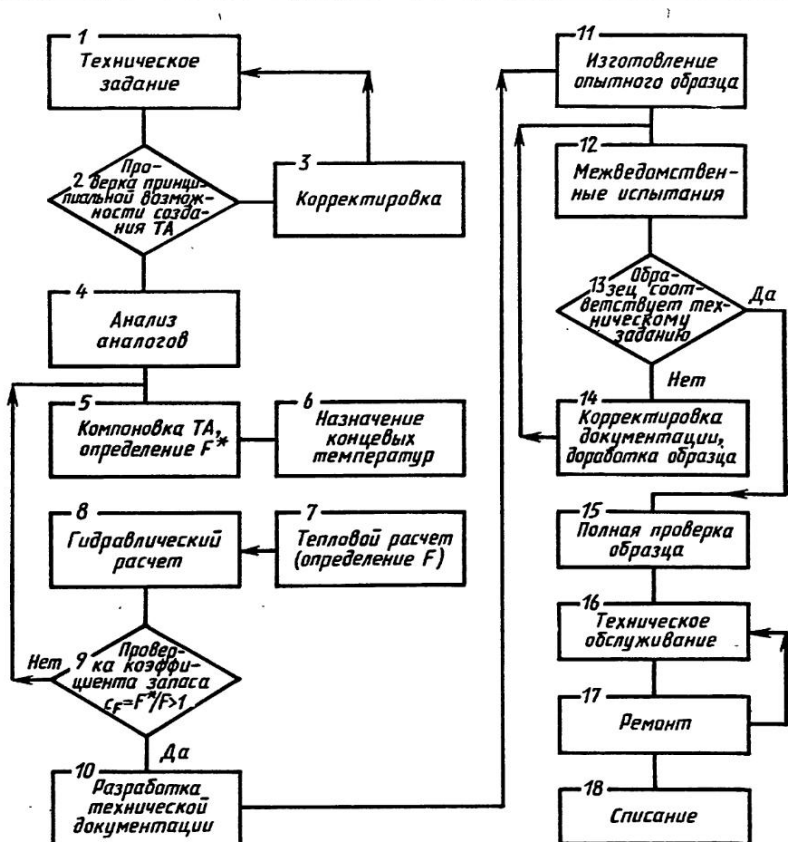 1
Техническое
задание
2 Про-
верка принци-
пиальной возмож-
ности созда-
ния ТА
3
Корректировка
4
Анализ
аналогов
5
Компоновка ТА,
определение F*
6
Назначение
концевых
температур
8
Гидравлический
расчет
7
Тепловой расчет
(определение F)
Нет
9 Провер-
ка коэффи-
циента запаса
cF=F*/F>1
Да
10
Разработка
технической
документации
11
Изготовление
опытного образца
12
Межведомствен-
ные испытания
13 Обра-
зец соот-
ветствует тех-
ническому
заданию
Да
Нет
14
Корректировка
документации,
доработка образца
15
Полная проверка
образца
16
Техническое
обслуживание
17
Ремонт
18
Списание